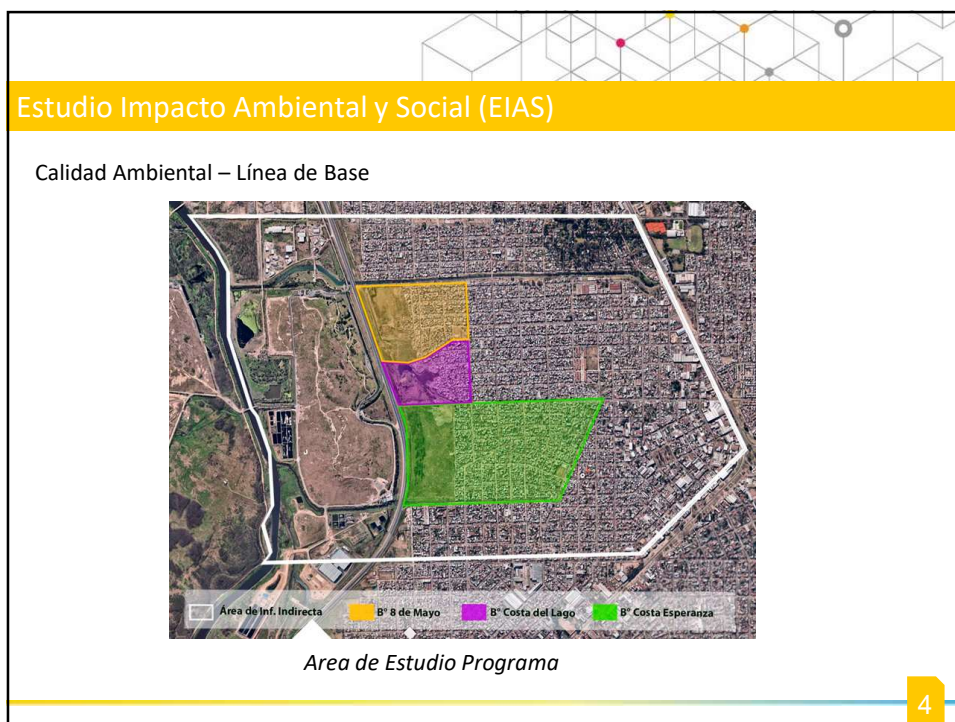 Estudio Impacto Ambiental y Social (EIAS)
Calidad Ambiental – Línea de Base
Área de Inf. Indirecta
B° 8 de Mayo
B° Costa del Lago
B° Costa Esperanza
Area de Estudio Programa
4